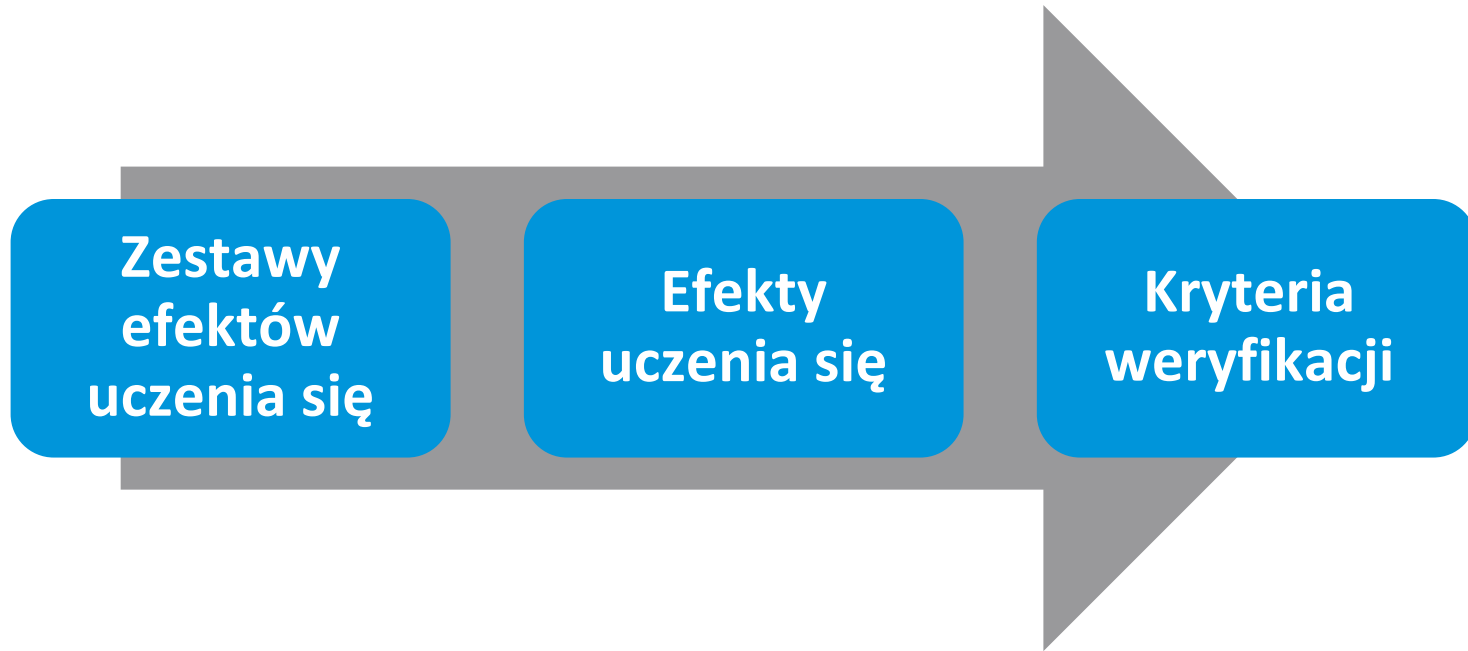 Zestawy
efektów
uczenia się
Efekty
uczenia się
Kryteria
weryfikacji